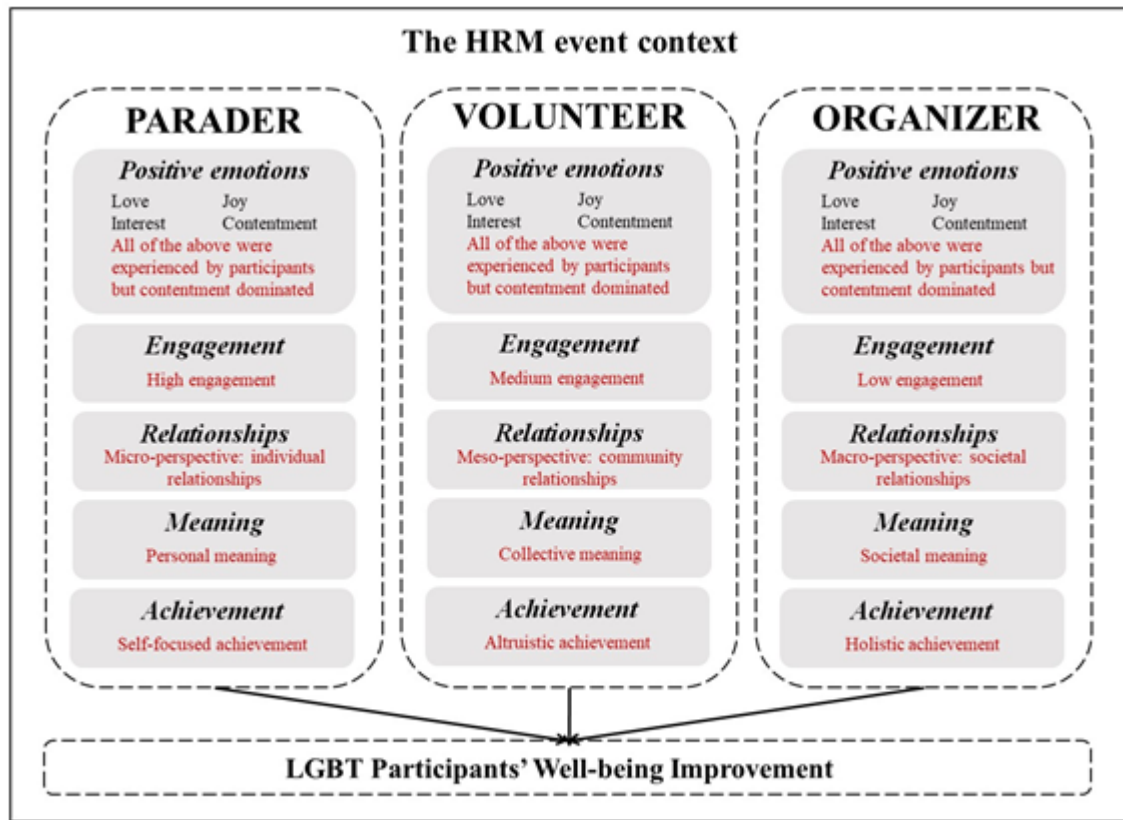 The HRM event context
PARADER
Positive emotions
Love Joy
Interest Contentment
All of the above were
experienced by participants
but contentment dominated
Engagement
High engagement
Relationships
Micro-perspective: individual
relationships
Meaning
Personal meaning
Achievement
Self-focused achievement
VOLUNTEER
Positive emotions
Love Joy
Interest Contentment
All of the above were
experienced by participants
but contentment dominated
Engagement
Medium engagement
Relationships
Meso-perspective: community
relationships
Meaning
Collective meaning
Achievement
Altruistic achievement
ORGANIZER
Positive emotions
Love Joy
Interest Contentment
All of the above were
experienced by participants but
contentment dominated
Engagement
Low engagement
Relationships
Macro-perspective: societal
relationships
Meaning
Societal meaning
Achievement
Holistic achievement
LGBT Participants’ Well-being Improvement